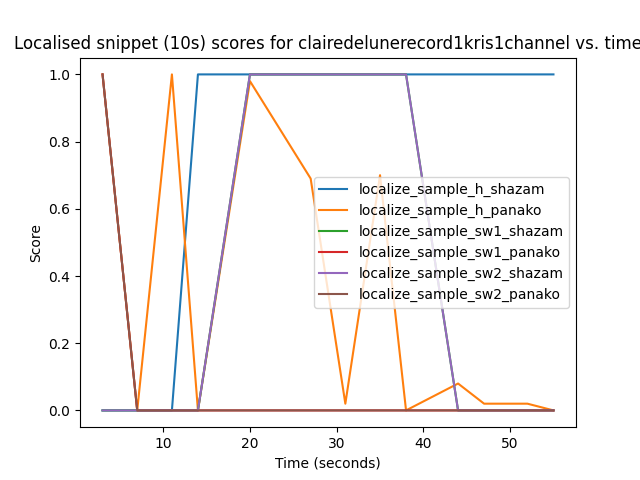 Localised snippet (10s) scores for clairedelunerecord1kris1channel vs. time
1.0
0.8
0.6
0.4
0.2
0.0
Score
localize_sample_h_shazam
localize_sample_h_panako
localize_sample_sw1_shazam
localize_sample_sw1_panako
localize_sample_sw2_shazam
localize_sample_sw2_panako
10 20 30 40 50
Time (seconds)